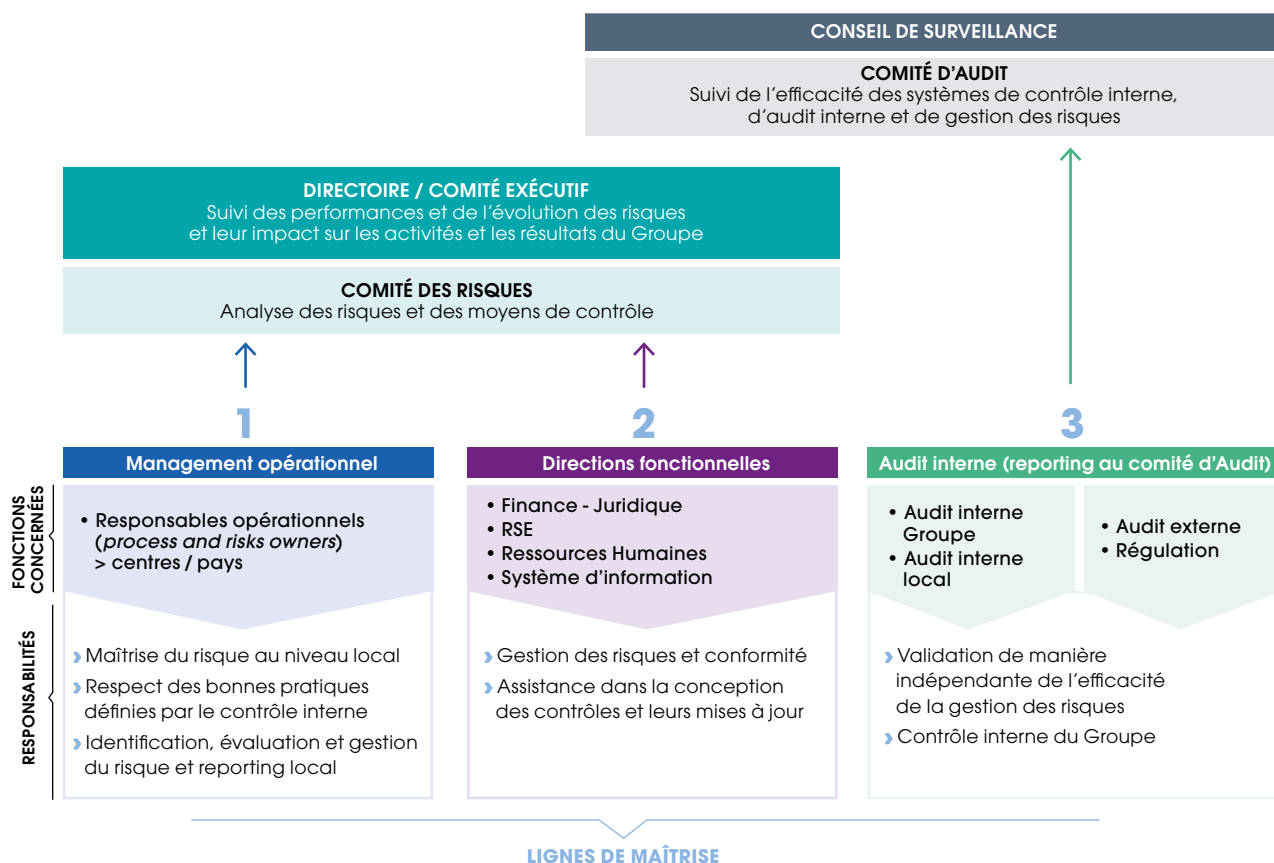 CONSEIL DE SURVEILLANCE
COMITÉ D'AUDIT
Suivi de l'efficacité des systèmes de contrôle interne,
d'audit interne et de gestion des risques
DIRECTOIRE / COMITÉ EXÉCUTIF
Suivi des performances et de l'évolution des risques
et leur impact sur les activités et les résultats du Groupe
COMITÉ DES RISQUES
Analyse des risques et des moyens de contrôle
1
2
3
Management opérationnel
Directions fonctionnelles
Audit interne (reporting au comité d'Audit)
FONCTIONS
CONCERNÉES
• Responsables opérationnels
(process and risks owners)
> centres / pays
• Finance - Juridique
• RSE
• Ressources Humaines
• Système d'information
• Audit interne
Groupe
• Audit interne
local
• Audit externe
• Régulation
RESPONSABILITÉS
› Maîtrise du risque au niveau local
› Respect des bonnes pratiques
définies par le contrôle interne
› Identification, évaluation et gestion
du risque et reporting local
› Gestion des risques et conformité
› Assistance dans la conception
des contrôles et leurs mises à jour
› Validation de manière
indépendante de l'efficacité
de la gestion des risques
› Contrôle interne du Groupe
LIGNES DE MAÎTRISE